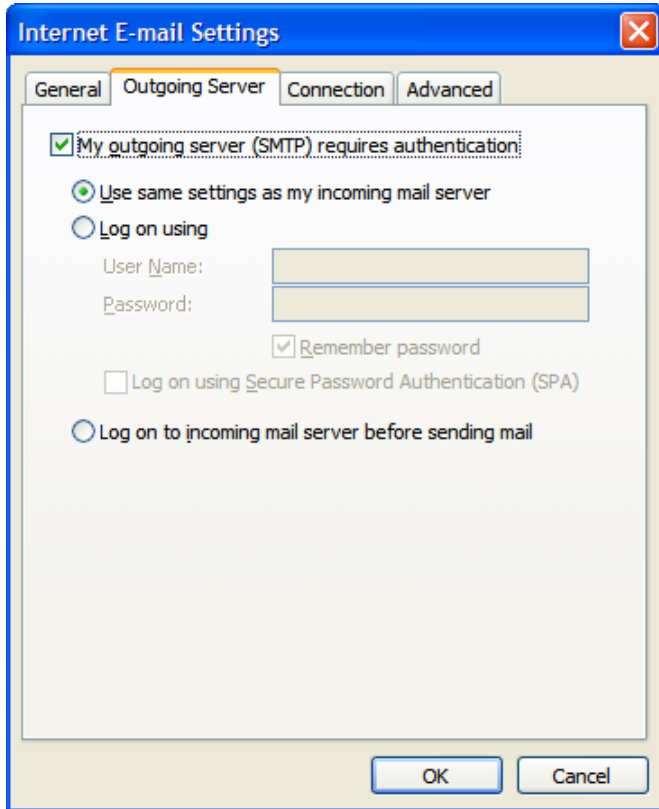 Internet E-mail Settings
General Outgoing Server Connection Advanced
My outgoing server (SMTP) requires authentication
Use same settings as my incoming mail server
Log on using
User Name:
Password:
Remember password
Log on using Secure Password Authentication (SPA)
Log on to incoming mail server before sending mail
OK Cancel